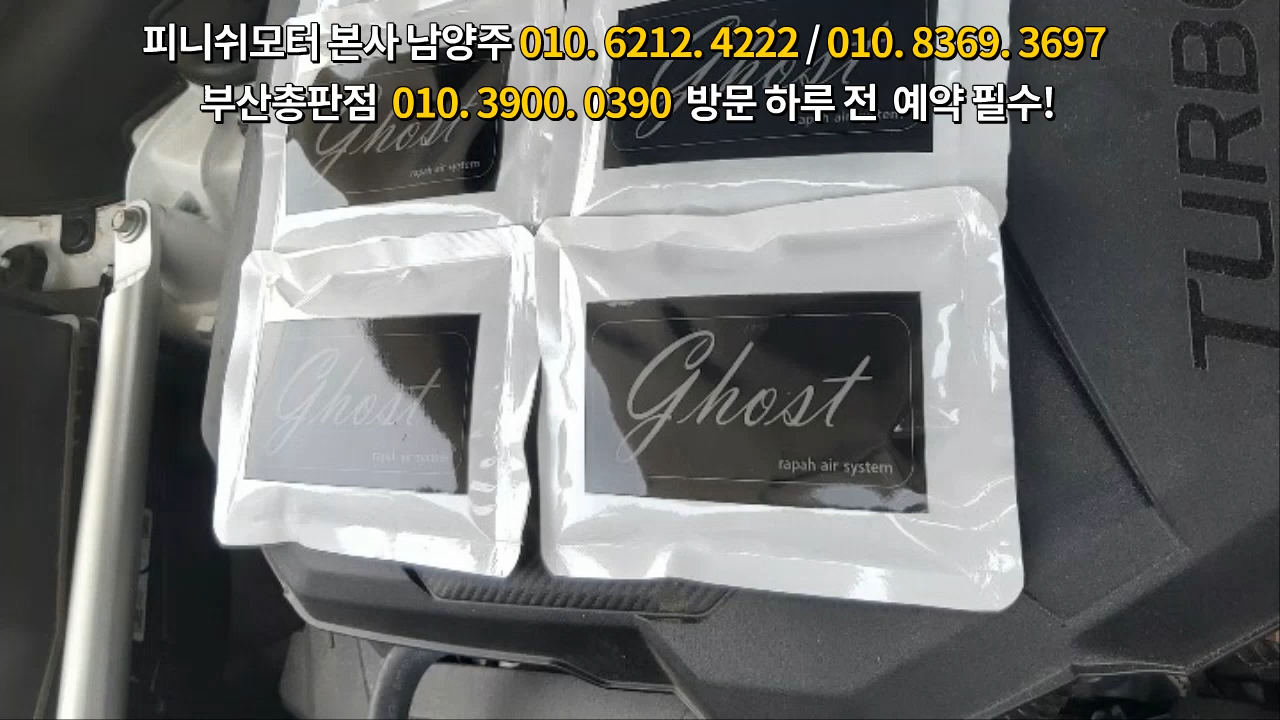 피니쉬모터 본사 남양주 010. 6212. 4222 / 010. 8369. 3697
부산총판점 010. 3900. 0390 방문 하루 전 예약 필수!
Ghost
rapah air system
Ghost
rapah air system
Ghost
Ghost
rapah air system
TURBO